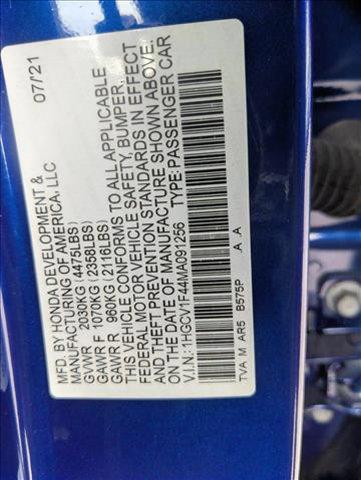 MFD. BY HONDA DEVELOPMENT & 07/21
MANUFACTURING OF AMERICA, LLC
GVWR 2030KG (4475LBS)
GAWR F 1070KG (2358LBS)
GAWR R 960KG (2116LBS)
THIS VEHICLE CONFORMS TO ALL APPLICABLE
FEDERAL MOTOR VEHICLE SAFETY, BUMPER,
AND THEFT PREVENTION STANDARDS IN EFFECT
ON THE DATE OF MANUFACTURE SHOWN ABOVE.
V.I.N.: 1HGCV1F44MA091256 TYPE: PASSENGER CAR
TVA M AR5 B575P A A